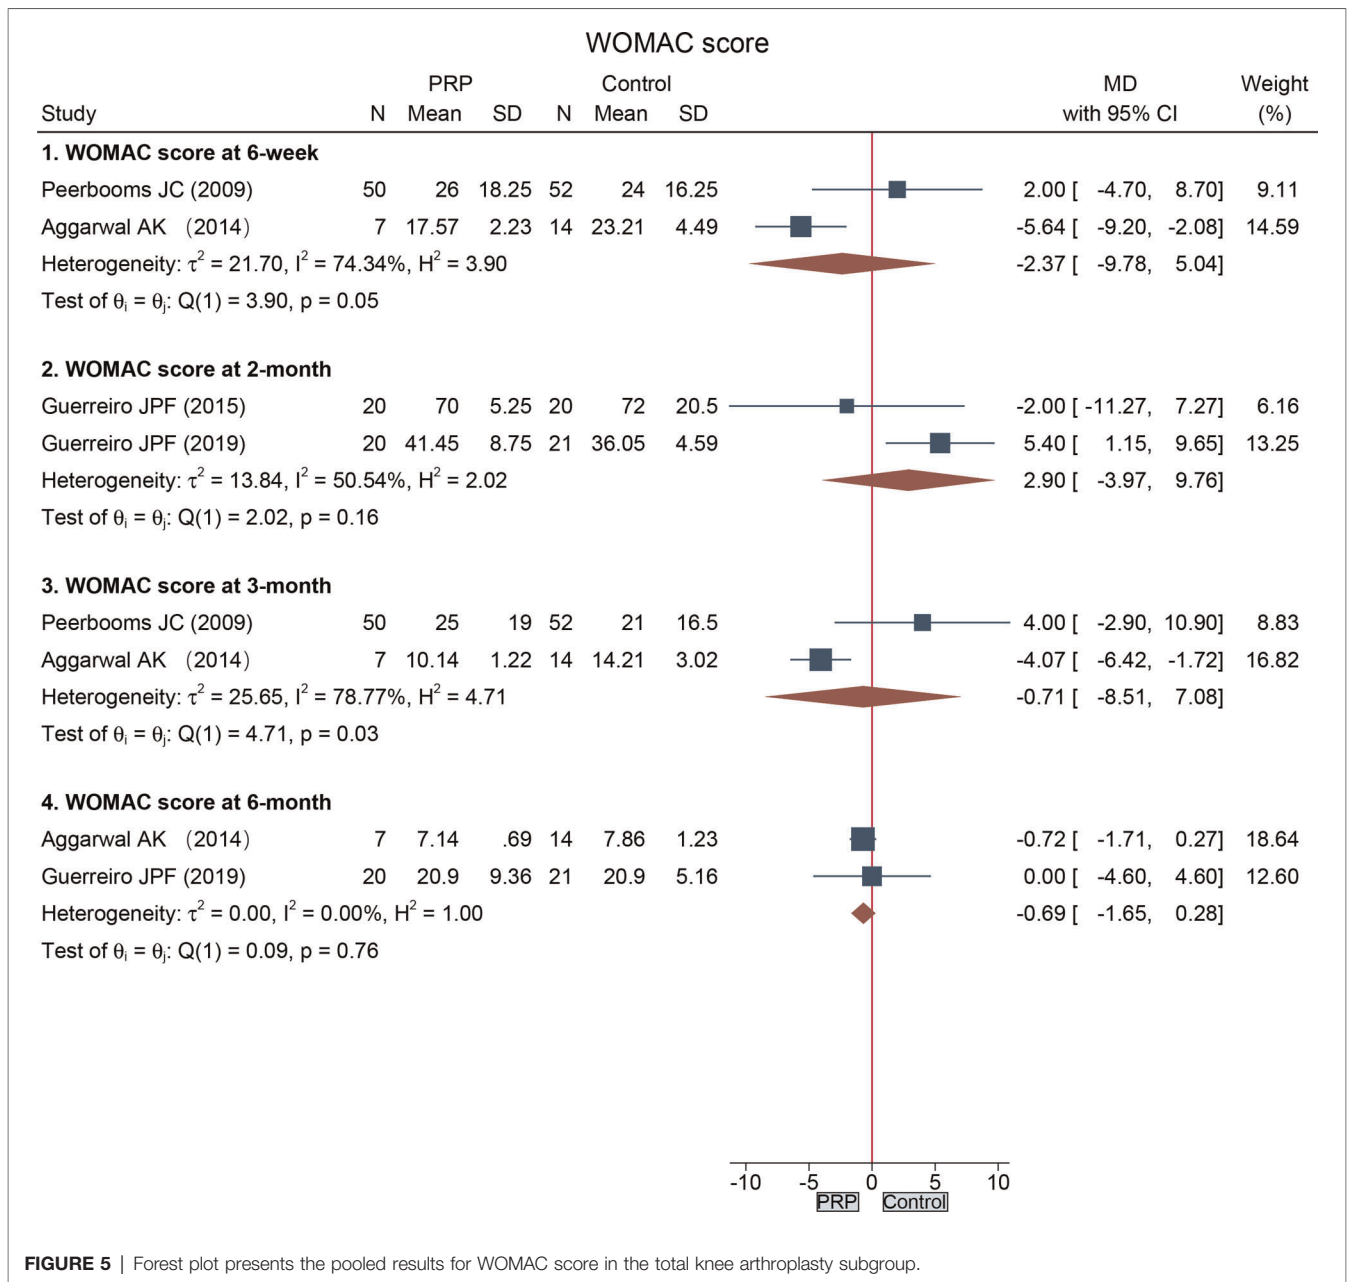 WOMAC score
PRP Control MD Weight
Study N Mean SD N Mean SD with 95% CI (%)
1. WOMAC score at 6-week
Peerbooms JC (2009) 50 26 18.25 52 24 16.25 2.00 [ -4.70, 8.70] 9.11
Aggarwal AK （2014） 7 17.57 2.23 14 23.21 4.49 -5.64 [ -9.20, -2.08] 14.59
Heterogeneity: τ² = 21.70, I² = 74.34%, H² = 3.90 -2.37 [ -9.78, 5.04]
Test of θᵢ = θⱼ: Q(1) = 3.90, p = 0.05
2. WOMAC score at 2-month
Guerreiro JPF (2015) 20 70 5.25 20 72 20.5 -2.00 [ -11.27, 7.27] 6.16
Guerreiro JPF (2019) 20 41.45 8.75 21 36.05 4.59 5.40 [ 1.15, 9.65] 13.25
Heterogeneity: τ² = 13.84, I² = 50.54%, H² = 2.02 2.90 [ -3.97, 9.76]
Test of θᵢ = θⱼ: Q(1) = 2.02, p = 0.16
3. WOMAC score at 3-month
Peerbooms JC (2009) 50 25 19 52 21 16.5 4.00 [ -2.90, 10.90] 8.83
Aggarwal AK （2014） 7 10.14 1.22 14 14.21 3.02 -4.07 [ -6.42, -1.72] 16.82
Heterogeneity: τ² = 25.65, I² = 78.77%, H² = 4.71 -0.71 [ -8.51, 7.08]
Test of θᵢ = θⱼ: Q(1) = 4.71, p = 0.03
4. WOMAC score at 6-month
Aggarwal AK （2014） 7 7.14 .69 14 7.86 1.23 -0.72 [ -1.71, 0.27] 18.64
Guerreiro JPF (2019) 20 20.9 9.36 21 20.9 5.16 0.00 [ -4.60, 4.60] 12.60
Heterogeneity: τ² = 0.00, I² = 0.00%, H² = 1.00 -0.69 [ -1.65, 0.28]
Test of θᵢ = θⱼ: Q(1) = 0.09, p = 0.76
-10 -5 0 5 10
PRP Control
FIGURE 5 | Forest plot presents the pooled results for WOMAC score in the total knee arthroplasty subgroup.